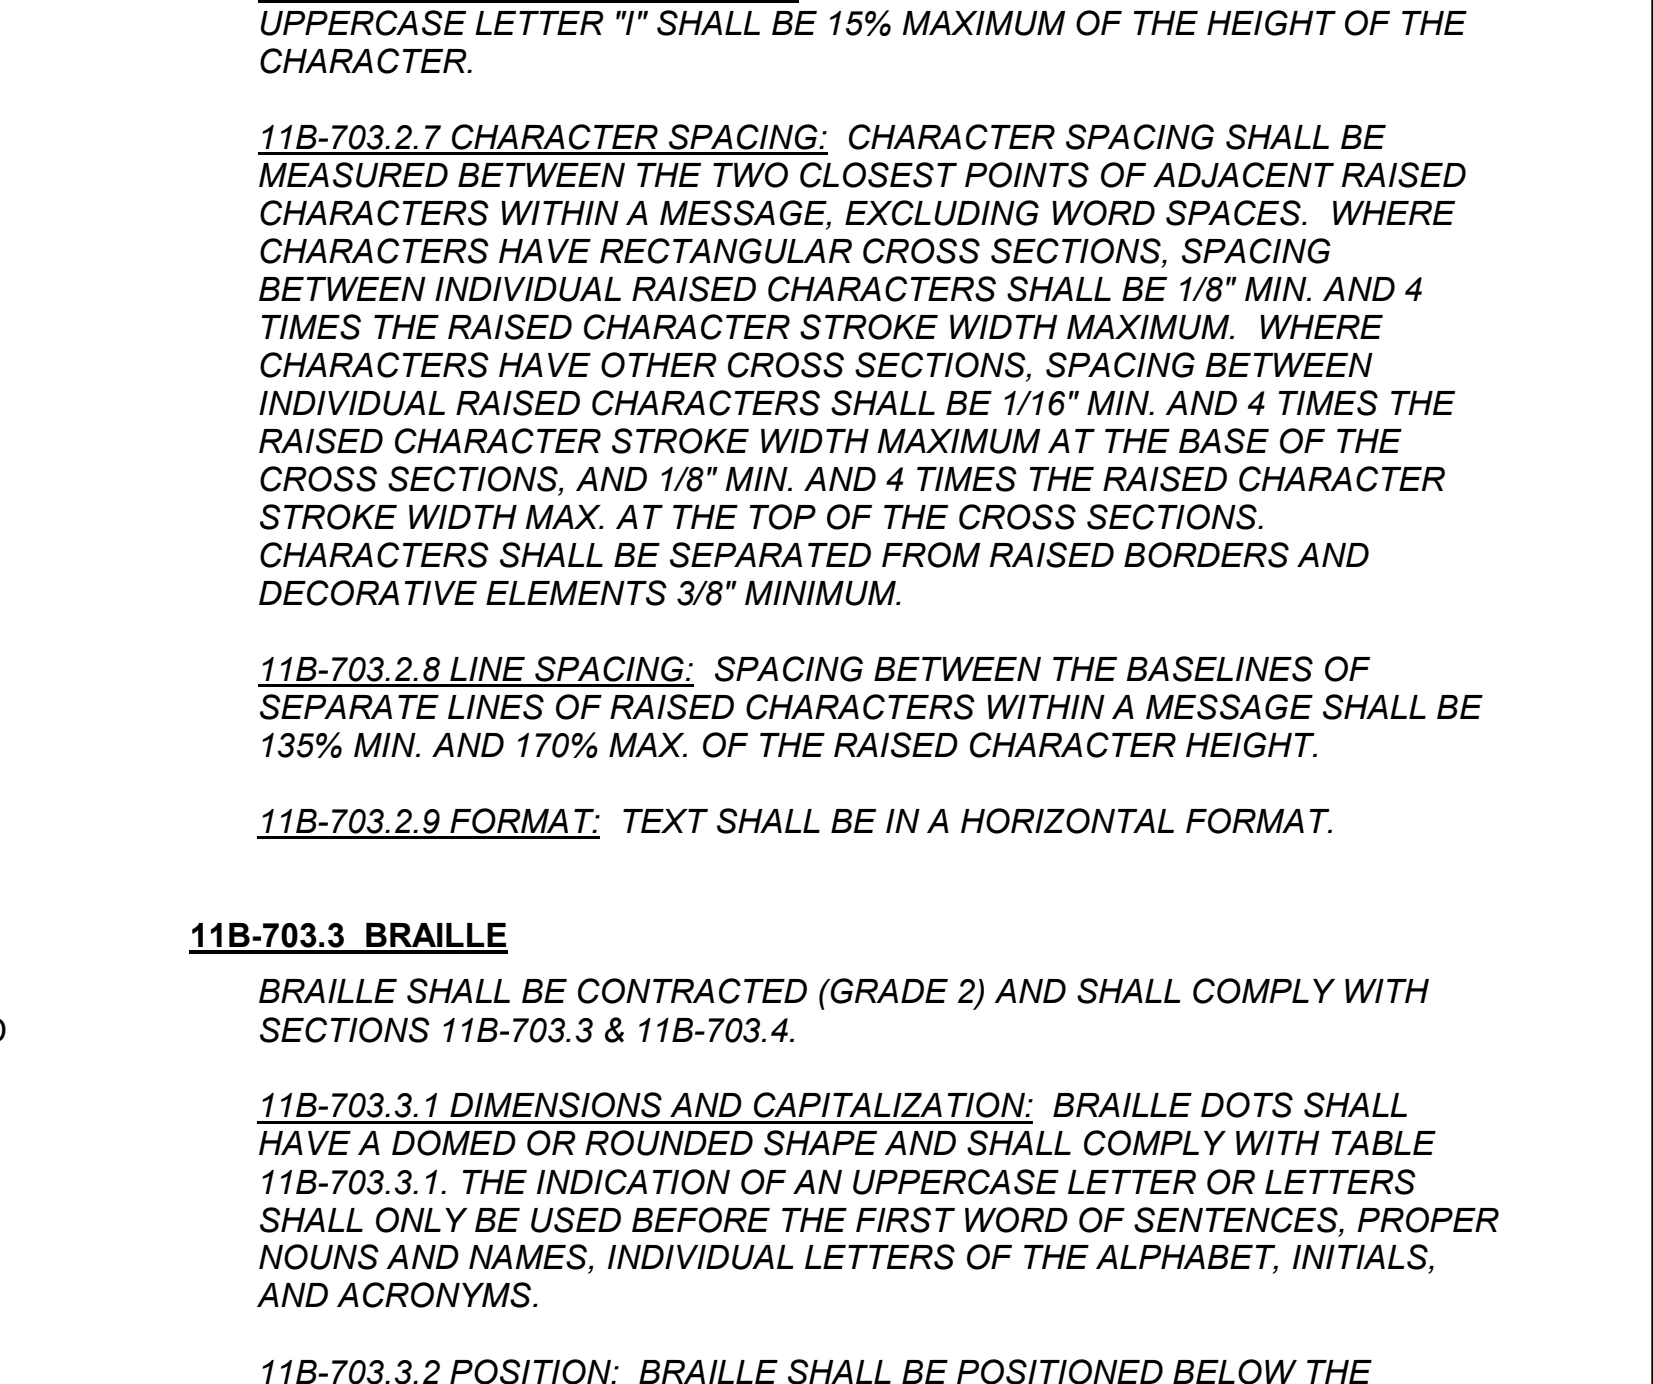 UPPERCASE LETTER "I" SHALL BE 15% MAXIMUM OF THE HEIGHT OF THE
CHARACTER.
11B-703.2.7 CHARACTER SPACING: CHARACTER SPACING SHALL BE
MEASURED BETWEEN THE TWO CLOSEST POINTS OF ADJACENT RAISED
CHARACTERS WITHIN A MESSAGE, EXCLUDING WORD SPACES. WHERE
CHARACTERS HAVE RECTANGULAR CROSS SECTIONS, SPACING
BETWEEN INDIVIDUAL RAISED CHARACTERS SHALL BE 1/8" MIN. AND 4
TIMES THE RAISED CHARACTER STROKE WIDTH MAXIMUM. WHERE
CHARACTERS HAVE OTHER CROSS SECTIONS, SPACING BETWEEN
INDIVIDUAL RAISED CHARACTERS SHALL BE 1/16" MIN. AND 4 TIMES THE
RAISED CHARACTER STROKE WIDTH MAXIMUM AT THE BASE OF THE
CROSS SECTIONS, AND 1/8" MIN. AND 4 TIMES THE RAISED CHARACTER
STROKE WIDTH MAX. AT THE TOP OF THE CROSS SECTIONS.
CHARACTERS SHALL BE SEPARATED FROM RAISED BORDERS AND
DECORATIVE ELEMENTS 3/8" MINIMUM.
11B-703.2.8 LINE SPACING: SPACING BETWEEN THE BASELINES OF
SEPARATE LINES OF RAISED CHARACTERS WITHIN A MESSAGE SHALL BE
135% MIN. AND 170% MAX. OF THE RAISED CHARACTER HEIGHT.
11B-703.2.9 FORMAT: TEXT SHALL BE IN A HORIZONTAL FORMAT.
11B-703.3 BRAILLE
BRAILLE SHALL BE CONTRACTED (GRADE 2) AND SHALL COMPLY WITH
SECTIONS 11B-703.3 & 11B-703.4.
11B-703.3.1 DIMENSIONS AND CAPITALIZATION: BRAILLE DOTS SHALL
HAVE A DOMED OR ROUNDED SHAPE AND SHALL COMPLY WITH TABLE
11B-703.3.1. THE INDICATION OF AN UPPERCASE LETTER OR LETTERS
SHALL ONLY BE USED BEFORE THE FIRST WORD OF SENTENCES, PROPER
NOUNS AND NAMES, INDIVIDUAL LETTERS OF THE ALPHABET, INITIALS,
AND ACRONYMS.
11B-703.3.2 POSITION: BRAILLE SHALL BE POSITIONED BELOW THE